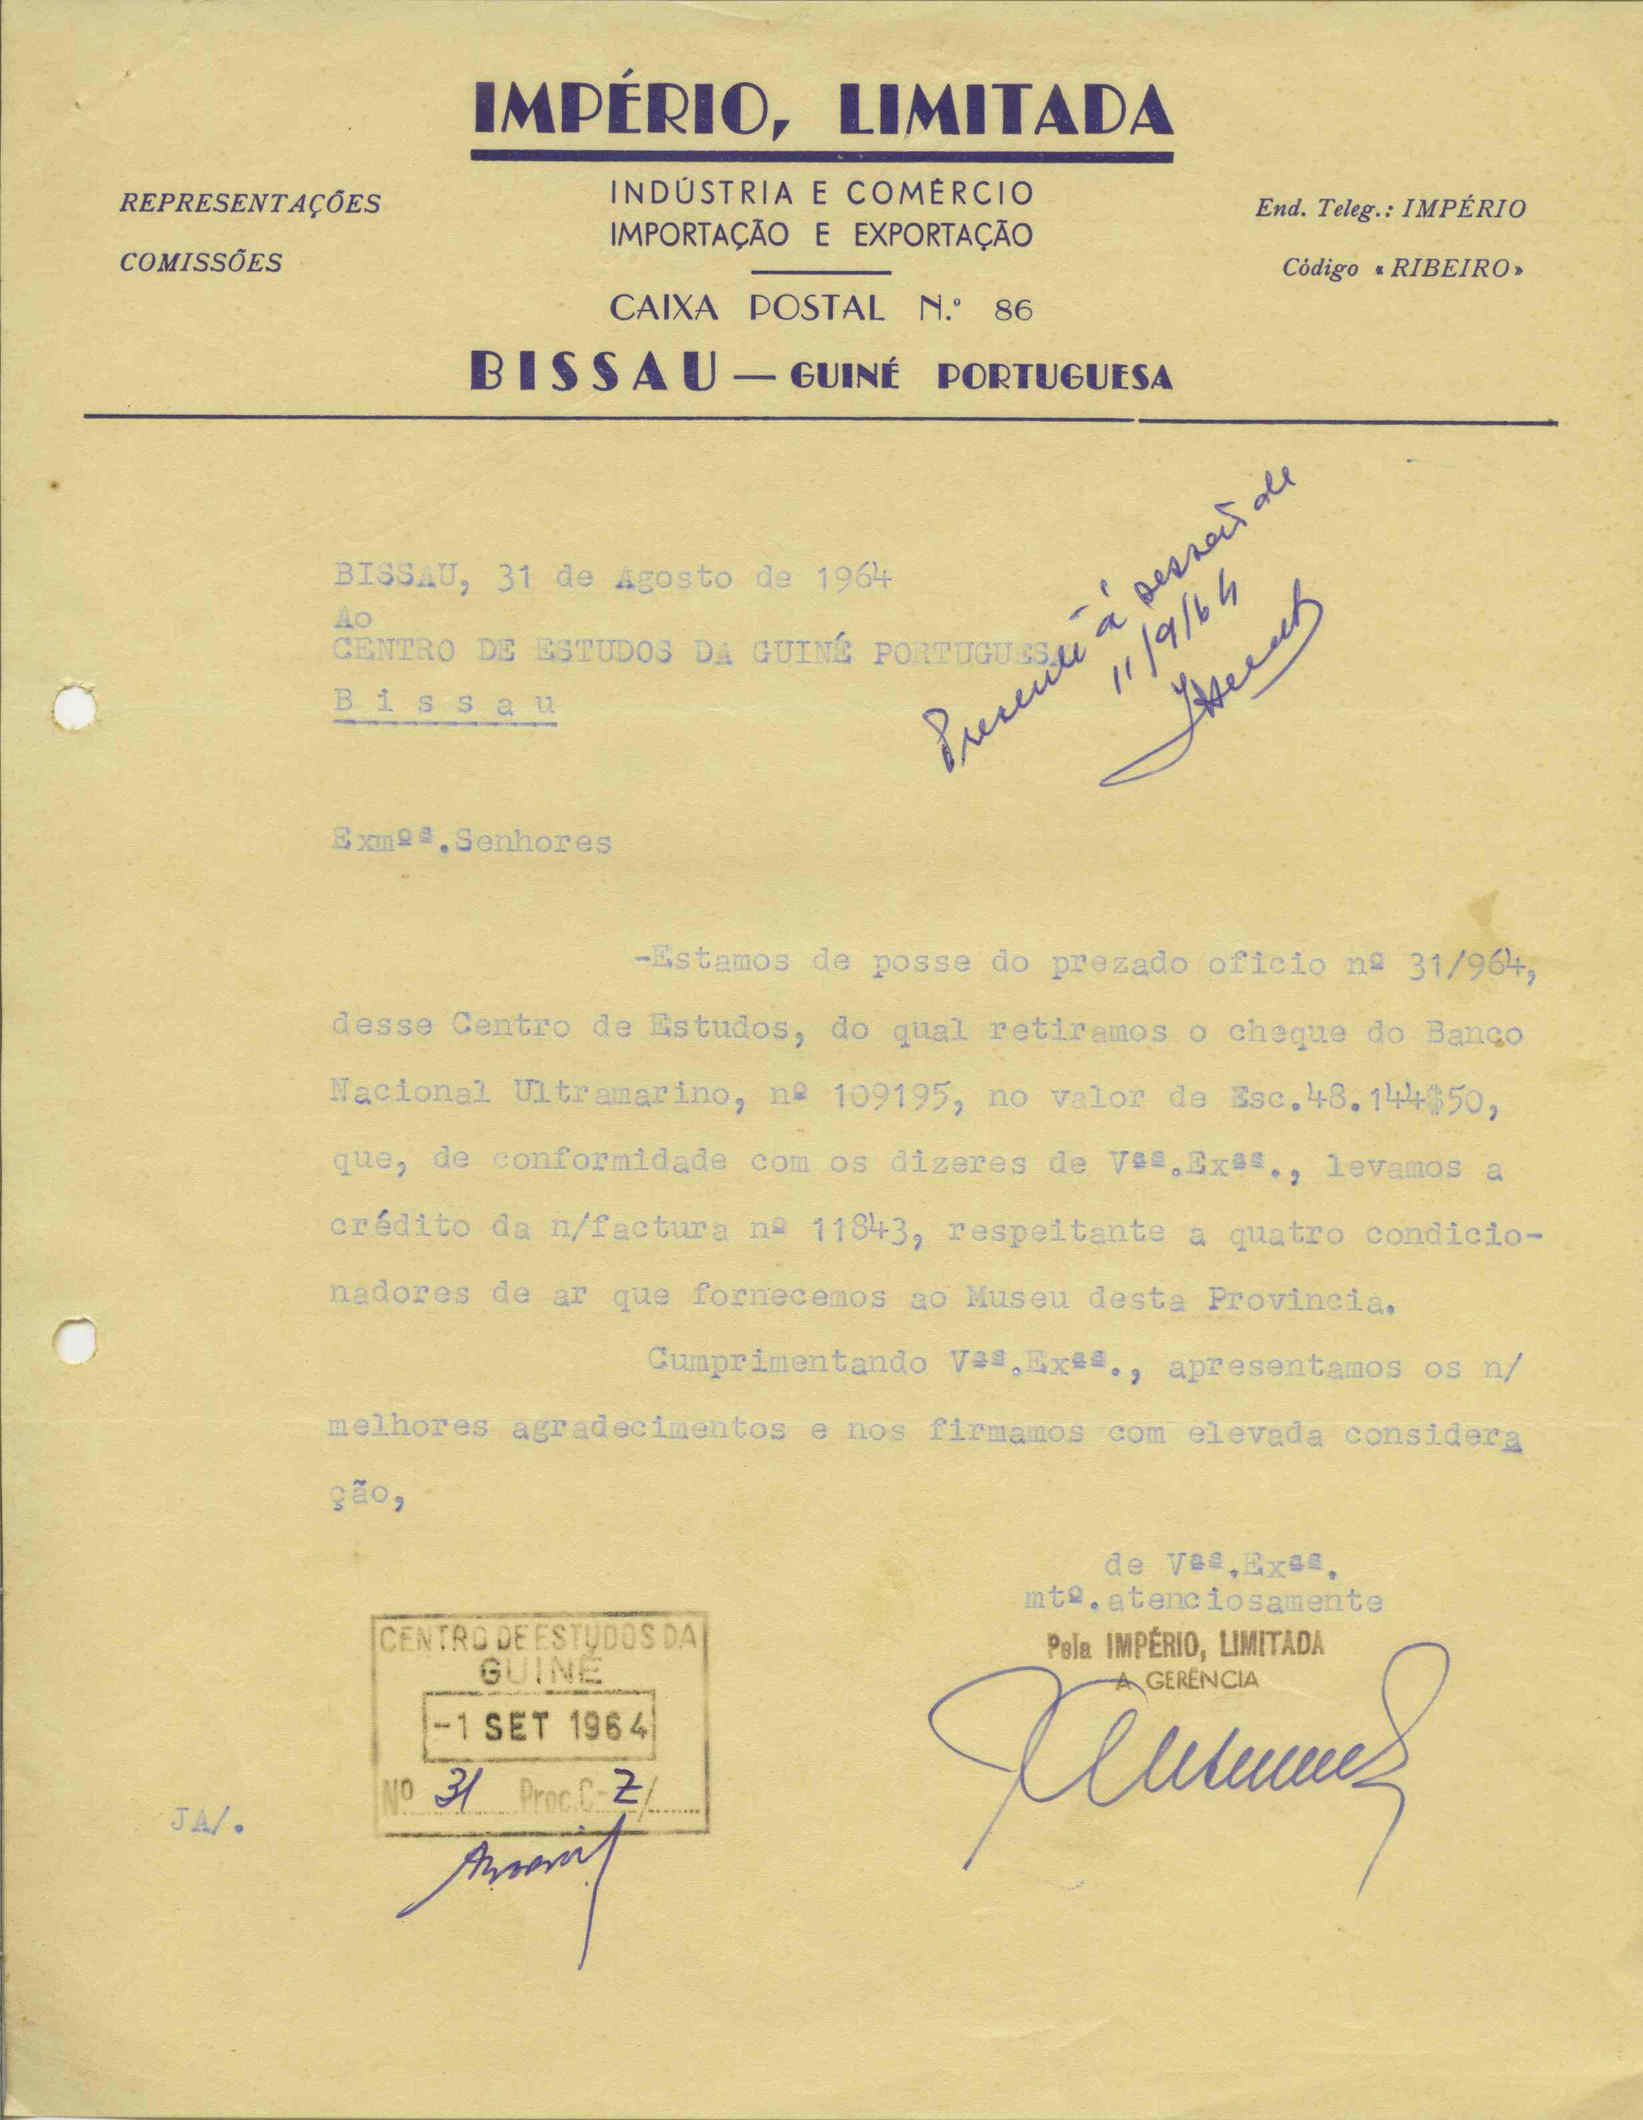 IMPÉRIO, LIMITADA
REPRESENTAÇÕES
COMISSÕES
INDÚSTRIA E COMÉRCIO
IMPORTAÇÃO E EXPORTAÇÃO
CAIXA POSTAL N.º 86
BISSAU — GUINÉ PORTUGUESA
End. Teleg.: IMPÉRIO
Código «RIBEIRO»
BISSAU, 31 de Agosto de 1964
Ao
CENTRO DE ESTUDOS DA GUINÉ PORTUGUESA
Bissau
Presente à sessão de
11/9/64
Exmºs.Senhores
-Estamos de posse do prezado oficio nº 31/964,
desse Centro de Estudos, do qual retiramos o cheque do Banco
Nacional Ultramarino, nº 109195, no valor de Esc.48.144$50,
que, de conformidade com os dizeres de Vªs.Exªs., levamos a
crédito da n/factura nº 11843, respeitante a quatro condicio-
nadores de ar que fornecemos ao Museu desta Provincia.
Cumprimentando Vªs.Exªs., apresentamos os n/
melhores agradecimentos e nos firmamos com elevada considera
ção,
de Vªs.Exªs.
mtº.atenciosamente
Pela IMPÉRIO, LIMITADA
A GERÊNCIA
CENTRO DE ESTUDOS DA
GUINÉ
-1 SET 1964
Nº 31 Proc. C-Z/
JA/.